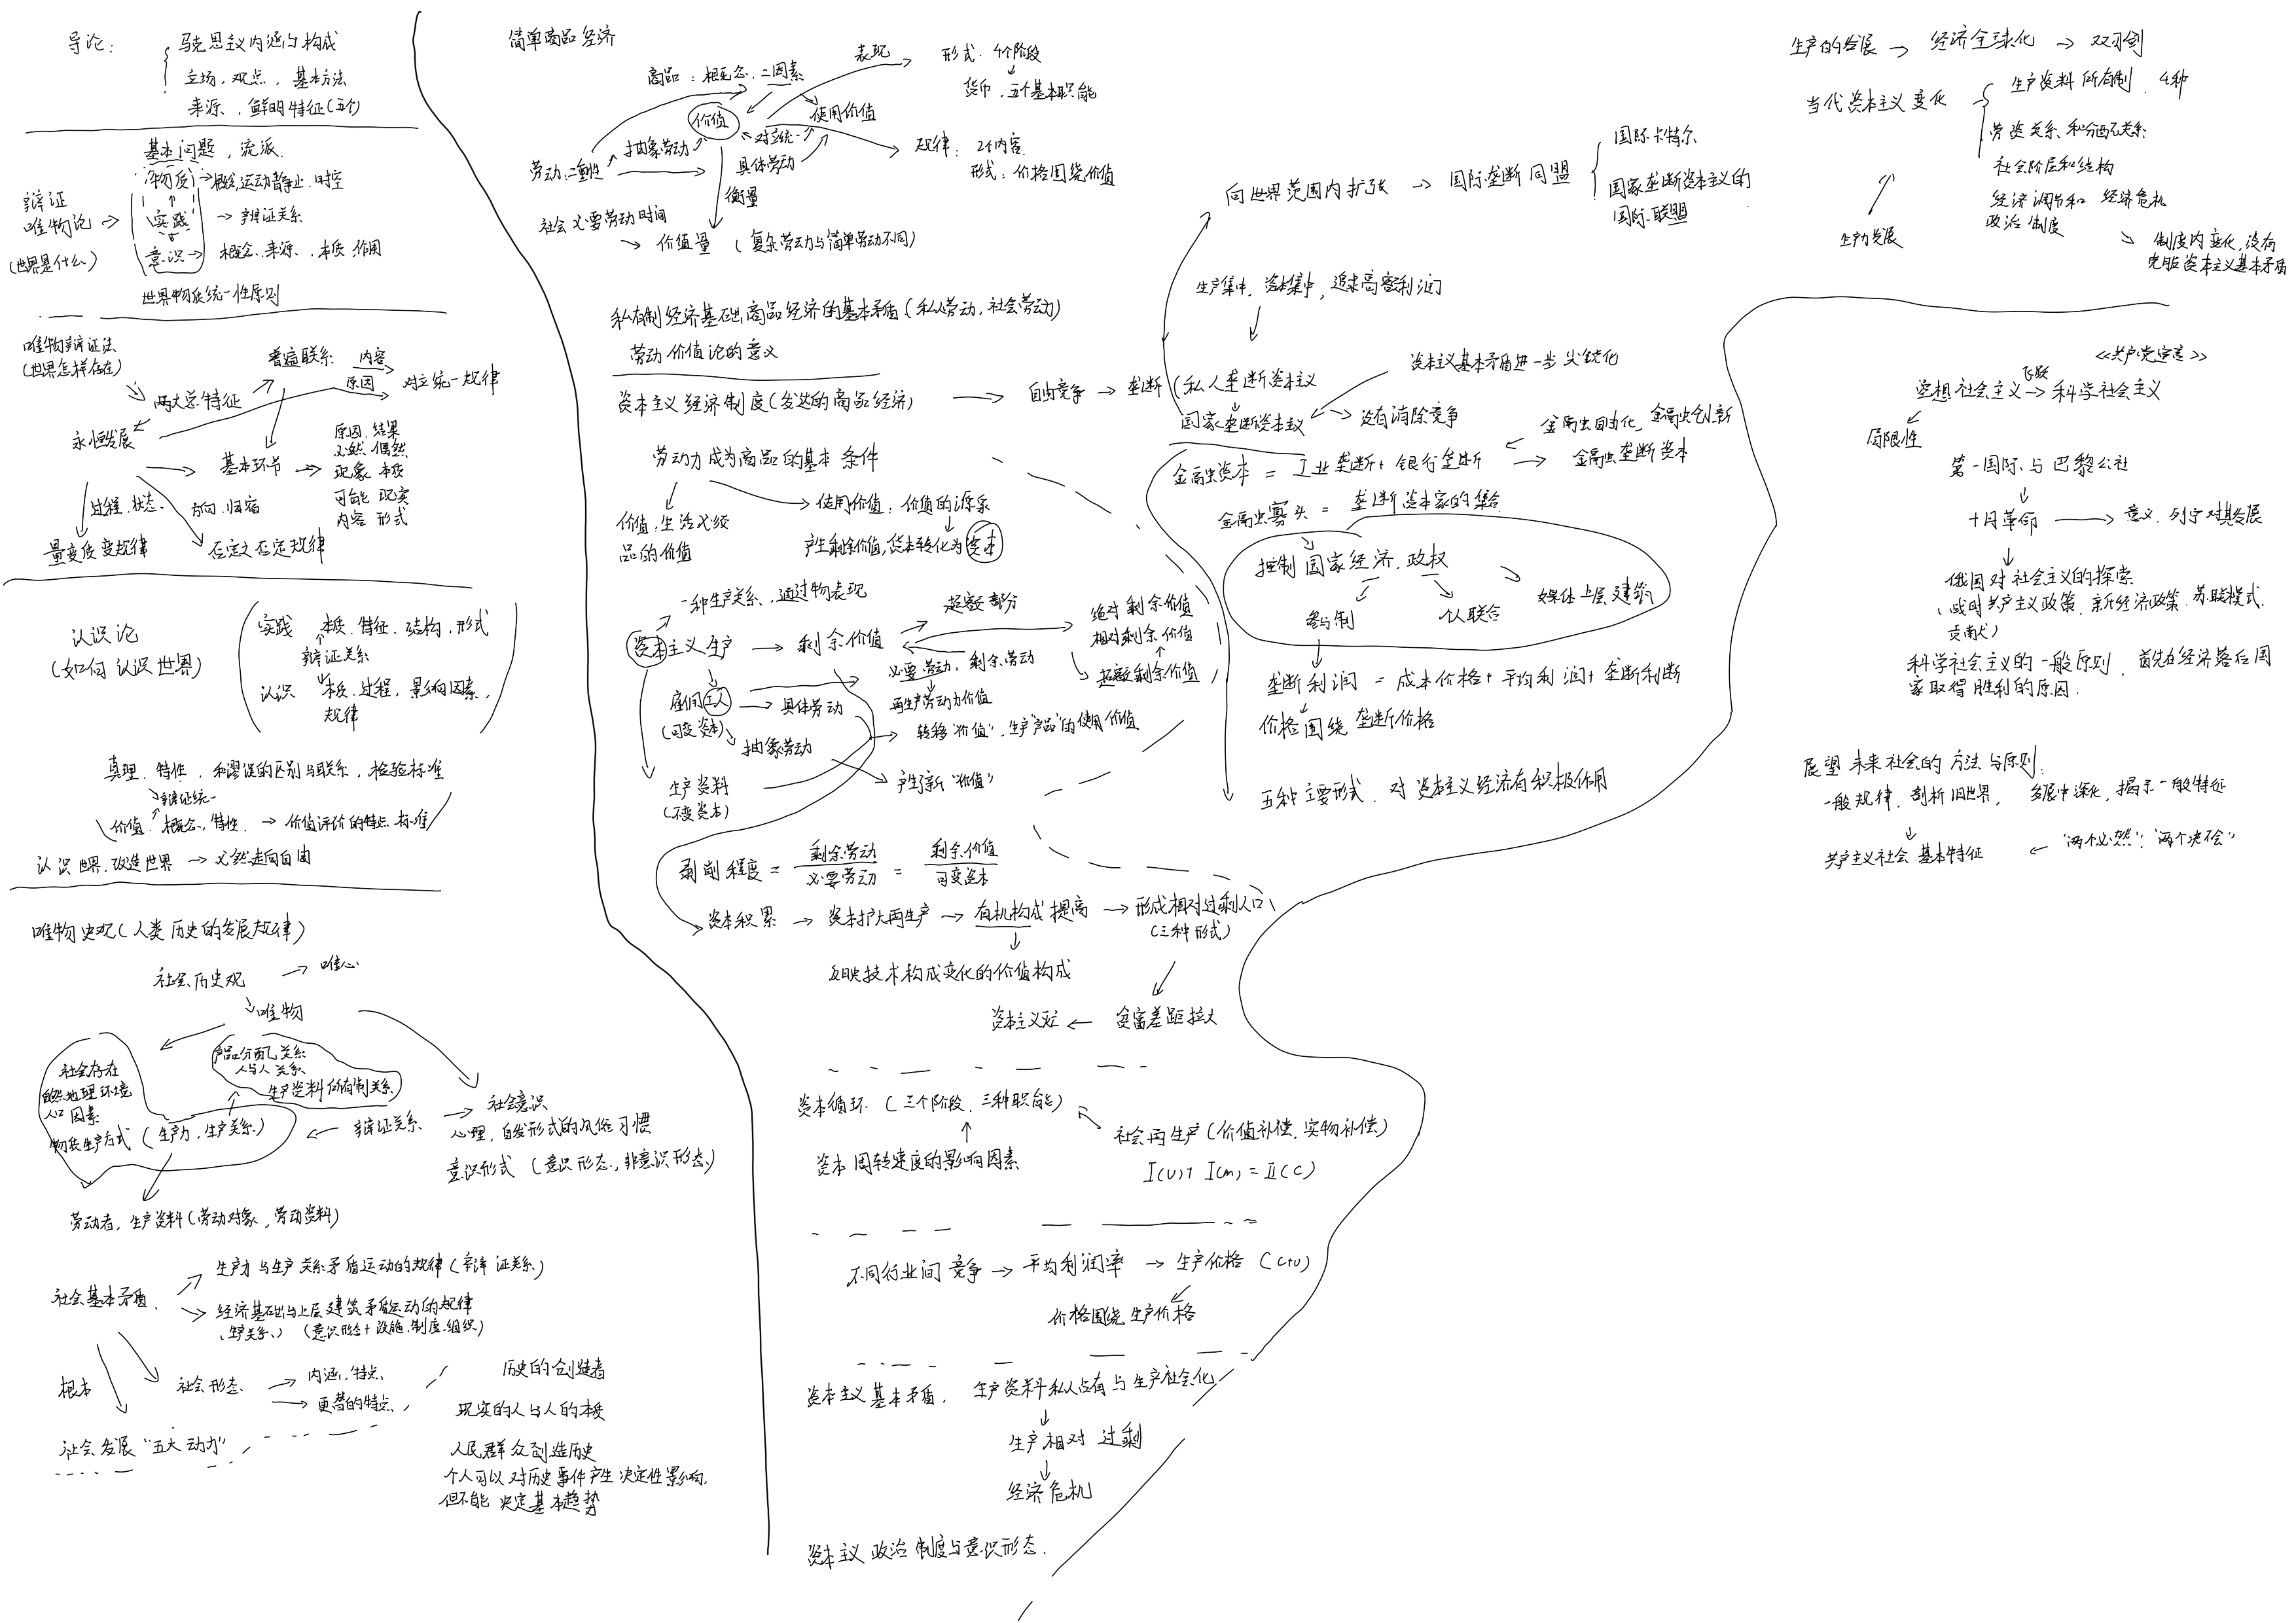 导论：
马克思主义内涵与构成
立场、观点、基本方法
来源、鲜明特征(五个)
基本问题，流派.
辩证
唯物论
(世界是什么)
物质→概念,运动静止、时空
实践 → 辩证关系
意识→ 概念、来源、本质、作用
世界物质统一性原则
唯物辩证法
(世界怎样存在)
两大总特征
普遍联系 内容
原因
对立统一规律
永恒发展
基本环节
原因 结果
必然 偶然
现象 本质
可能 现实
内容 形式
过程、状态
方向、归宿
量变质变规律
否定之否定规律
认识论
(如何认识世界)
实践 本质、特征、结构、形式
辩证关系
认识 本质、过程、影响因素、
规律
真理、特性、和谬误的区别与联系，检验标准
辩证统一
价值：概念，特性、→ 价值评价的特点、标准
认识世界、改造世界 → 必然走向自由
唯物史观(人类历史的发展规律)
社会历史观 → 唯心
唯物
社会存在
自然地理环境
人口因素
物质生产方式 (生产力，生产关系)
产品分配关系
人与人关系
生产资料所有制关系
辩证关系
社会意识
心理，自发形式的风俗习惯
意识形式 (意识形态，非意识形态)
劳动者，生产资料(劳动对象，劳动资料)
社会基本矛盾.
生产力与生产关系矛盾运动的规律(辩证关系)
经济基础与上层建筑矛盾运动的规律
(生产关系) (意识形态+设施、制度、组织)
根本
社会形态
内涵、特点、
更替的特点
社会发展“五大动力”
历史的创造者
现实的人与人的本质
人民群众创造历史
个人可以对历史事件产生决定性影响，
但不能决定基本趋势
简单商品经济
商品：概念、二因素
表现
形式：4个阶段
货币、五个基本职能
价值
使用价值
对立统一
劳动二重性
抽象劳动
具体劳动
规律：2个内容
形式：价格围绕价值
衡量
社会必要劳动时间
价值量 (复杂劳动与简单劳动不同)
私有制经济基础商品经济的基本矛盾(私人劳动，社会劳动)
劳动价值论的意义
资本主义经济制度(发达的商品经济)
自由竞争 → 垄断 (私人垄断资本主义
国家垄断资本主义
没有消除竞争
资本主义基本矛盾进一步尖锐化
生产集中，资本集中，追求高额利润
向世界范围内扩张 → 国际垄断同盟
国际卡特尔
国家垄断资本主义的
国际联盟
劳动力成为商品的基本条件
价值：生活必须
品的价值
使用价值：价值的源泉
产生剩余价值，货币转化为资本
一种生产关系，通过物表现
资本主义生产 → 剩余价值
超额部分
绝对剩余价值
相对剩余价值
超额剩余价值
必要劳动，剩余劳动
再生产劳动力价值
雇佣工人
(可变资本)
具体劳动
抽象劳动
转移“价值”，生产“产品”的使用价值
产生新“价值”
生产资料
(不变资本)
剥削程度 = 剩余劳动/必要劳动 = 剩余价值/可变资本
资本积累 → 资本扩大再生产 → 有机构成提高 → 形成相对过剩人口
(三种形式)
反映技术构成变化的价值构成
贫富差距拉大
资本循环 (三个阶段，三种职能)
资本周转速度的影响因素
社会再生产(价值补偿，实物补偿)
I(v)+ I(m) = II(c)
不同行业间竞争 → 平均利润率 → 生产价格
价格围绕生产价格
资本主义基本矛盾， 生产资料私人占有与生产社会化
生产相对过剩
经济危机
资本主义政治制度与意识形态.
金融资本 = 工业垄断+ 银行垄断
金融自由化，金融创新
金融垄断资本
金融寡头 = 垄断资本家的集合
控制国家经济、政权
参与制
个人联合
媒体上层建筑
垄断利润 = 成本价格+平均利润+垄断利断
价格围绕垄断价格
五种主要形式，对资本主义经济有积极作用
生产的发展 → 经济全球化 → 双刃剑
当代资本主义变化
生产资料所有制 4种
劳资关系和分配关系
社会阶层和结构
经济调节和经济危机
政治制度
生产力发展
制度内变化，没有
克服资本主义基本矛盾
《共产党宣言》
空想社会主义 飞跃→科学社会主义
局限性
第一国际与巴黎公社
十月革命 → 意义，列宁对其发展
俄国对社会主义的探索
(战时共产主义政策，新经济政策，苏联模式，
贡献)
科学社会主义的一般原则，首先在经济落后国
家取得胜利的原因.
展望未来社会的方法与原则：
一般规律，剖析旧世界，发展中深化，揭示一般特征
共产主义社会基本特征 ← “两个必然”，“两个决不会”